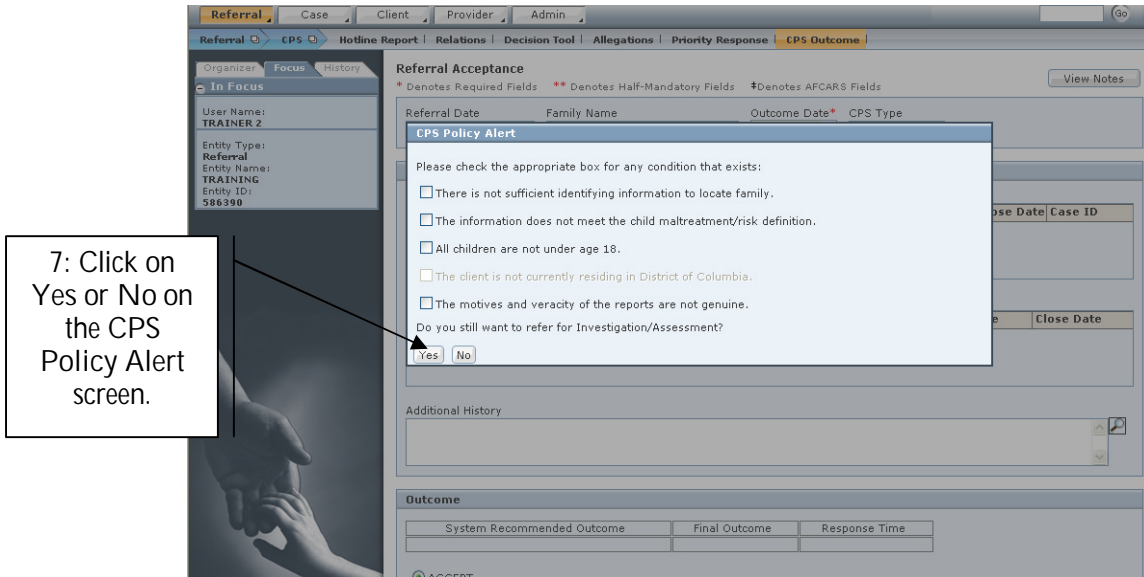 Referral Case Client Provider Admin Go
Referral CPS Hotline Report Relations Decision Tool Allegations Priority Response CPS Outcome
Organizer Focus History
In Focus
User Name:
TRAINER 2
Entity Type:
Referral
Entity Name:
TRAINING
Entity ID:
586390
Referral Acceptance
View Notes
* Denotes Required Fields ** Denotes Half-Mandatory Fields ‡Denotes AFCARS Fields
Referral Date Family Name Outcome Date* CPS Type
CPS Policy Alert
Please check the appropriate box for any condition that exists:
There is not sufficient identifying information to locate family.
The information does not meet the child maltreatment/risk definition.
All children are not under age 18.
The client is not currently residing in District of Columbia.
The motives and veracity of the reports are not genuine.
Do you still want to refer for Investigation/Assessment?
Yes No
Date Case ID
Close Date
7: Click on
Yes or No on
the CPS
Policy Alert
screen.
Additional History
Outcome
System Recommended Outcome Final Outcome Response Time
ACCEPT